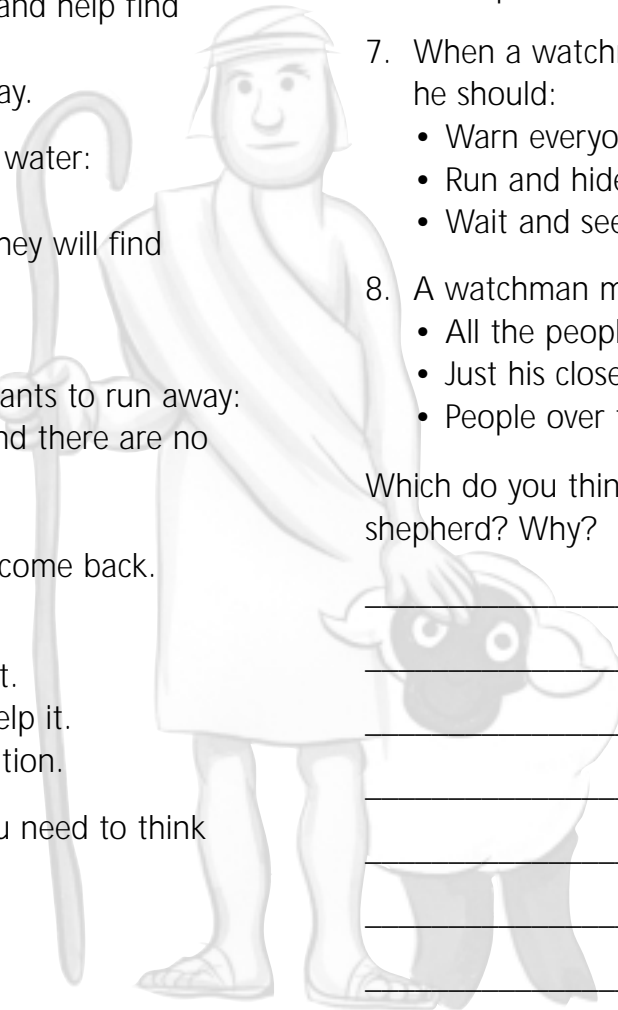 and help find
ay.
water:
hey will find
ants to run away:
nd there are no
come back.
t.
elp it.
tion.
u need to think
7. When a watchm
he should:
• Warn everyo
• Run and hide
• Wait and see
8. A watchman m
• All the peopl
• Just his close
• People over
Which do you thin
shepherd? Why?